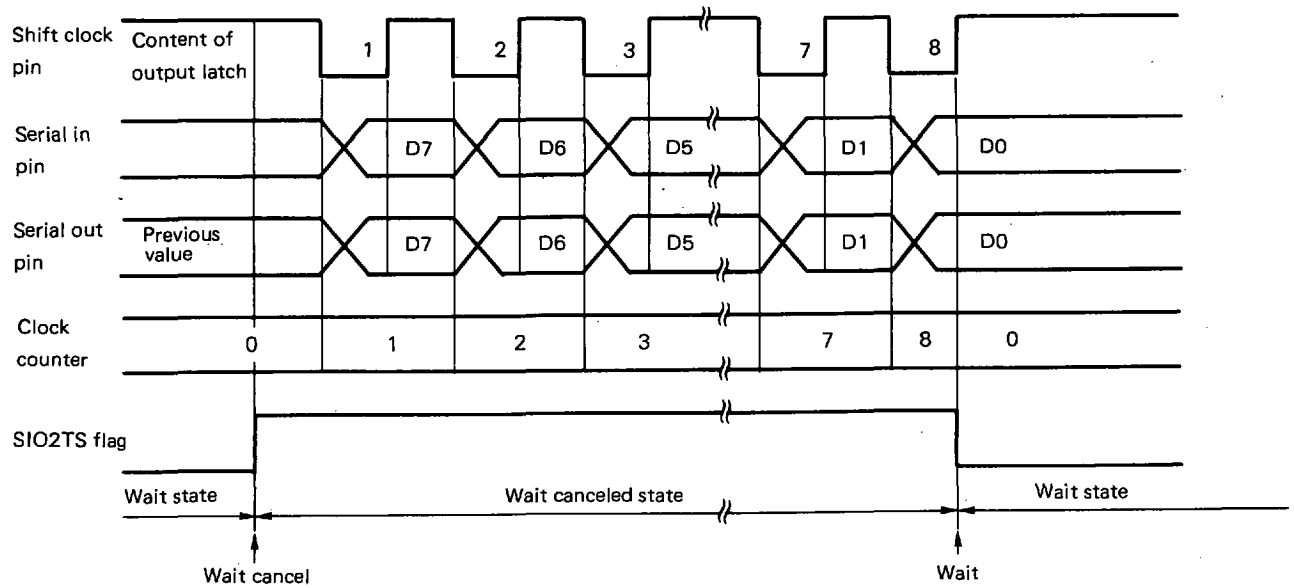 Shift clock
pin
Content of
output latch
1
2
3
7
8
Serial in
pin
D7
D6
D5
D1
D0
Serial out
pin
Previous
value
D7
D6
D5
D1
D0
Clock
counter
0
1
2
3
7
8
0
SIO2TS flag
Wait state
Wait canceled state
Wait state
Wait cancel
Wait